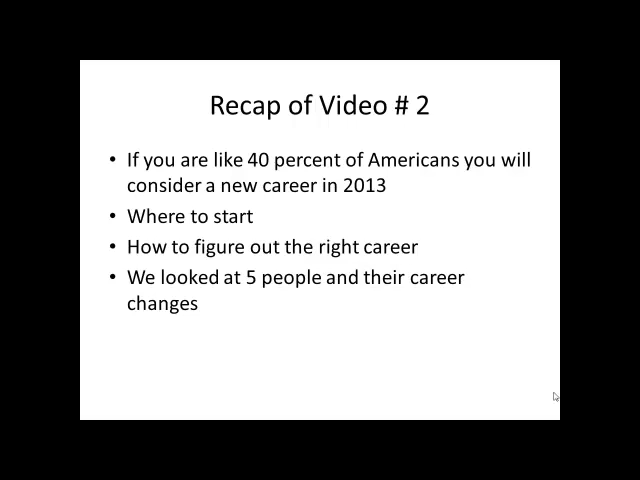 Recap of Video # 2
• If you are like 40 percent of Americans you will
consider a new career in 2013
• Where to start
• How to figure out the right career
• We looked at 5 people and their career
changes